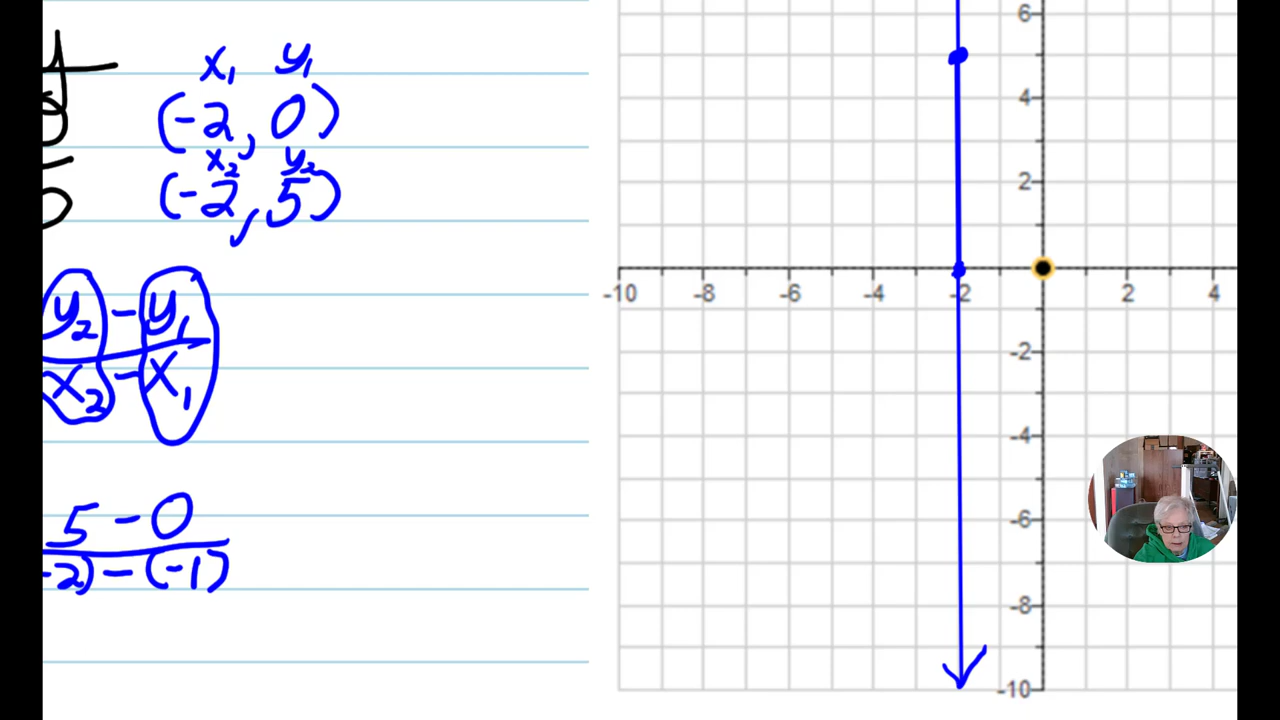 x₁ y₁
(-2, 0)
x₂ y₂
(-2, 5)
y₂ - y₁
x₂ - x₁
5 - 0
-2) - (-1)
6
4
2
-10 -8 -6 -4 -2 2 4
-2
-4
-6
-8
-10